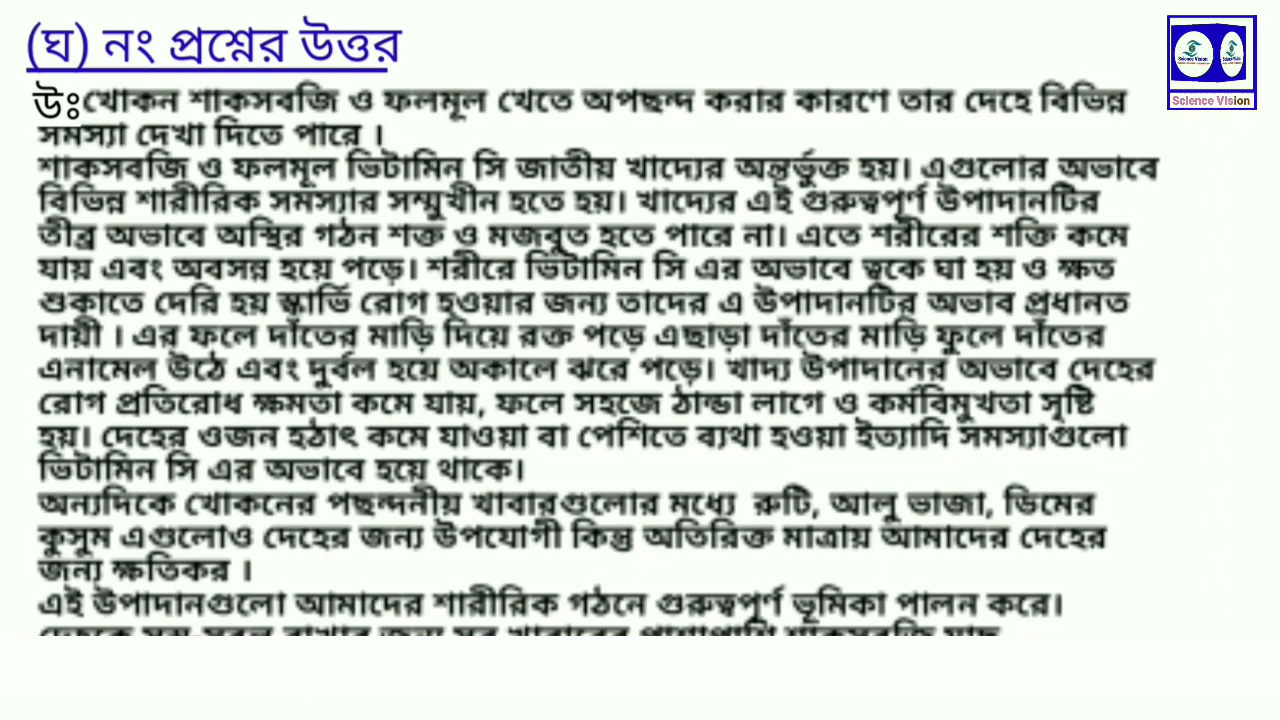 (ঘ) নং প্রশ্নের উত্তর
Science Vision
উঃ খোকন শাকসবজি ও ফলমূল খেতে অপছন্দ করার কারণে তার দেহে বিভিন্ন
সমস্যা দেখা দিতে পারে ।
শাকসবজি ও ফলমূল ভিটামিন সি জাতীয় খাদ্যের অন্তর্ভুক্ত হয়। এগুলোর অভাবে
বিভিন্ন শারীরিক সমস্যার সম্মুখীন হতে হয়। খাদ্যের এই গুরুত্বপূর্ণ উপাদানটির
তীব্র অভাবে অস্থির গঠন শক্ত ও মজবুত হতে পারে না। এতে শরীরের শক্তি কমে
যায় এবং অবসন্ন হয়ে পড়ে। শরীরে ভিটামিন সি এর অভাবে ত্বকে ঘা হয় ও ক্ষত
শুকাতে দেরি হয় স্কার্ভি রোগ হওয়ার জন্য তাদের এ উপাদানটির অভাব প্রধানত
দায়ী । এর ফলে দাঁতের মাড়ি দিয়ে রক্ত পড়ে এছাড়া দাঁতের মাড়ি ফুলে দাঁতের
এনামেল উঠে এবং দুর্বল হয়ে অকালে ঝরে পড়ে। খাদ্য উপাদানের অভাবে দেহের
রোগ প্রতিরোধ ক্ষমতা কমে যায়, ফলে সহজে ঠান্ডা লাগে ও কর্মবিমুখতা সৃষ্টি
হয়। দেহের ওজন হঠাৎ কমে যাওয়া বা পেশিতে ব্যথা হওয়া ইত্যাদি সমস্যাগুলো
ভিটামিন সি এর অভাবে হয়ে থাকে।
অন্যদিকে খোকনের পছন্দনীয় খাবারগুলোর মধ্যে রুটি, আলু ভাজা, ডিমের
কুসুম এগুলোও দেহের জন্য উপযোগী কিন্তু অতিরিক্ত মাত্রায় আমাদের দেহের
জন্য ক্ষতিকর ।
এই উপাদানগুলো আমাদের শারীরিক গঠনে গুরুত্বপূর্ণ ভূমিকা পালন করে।